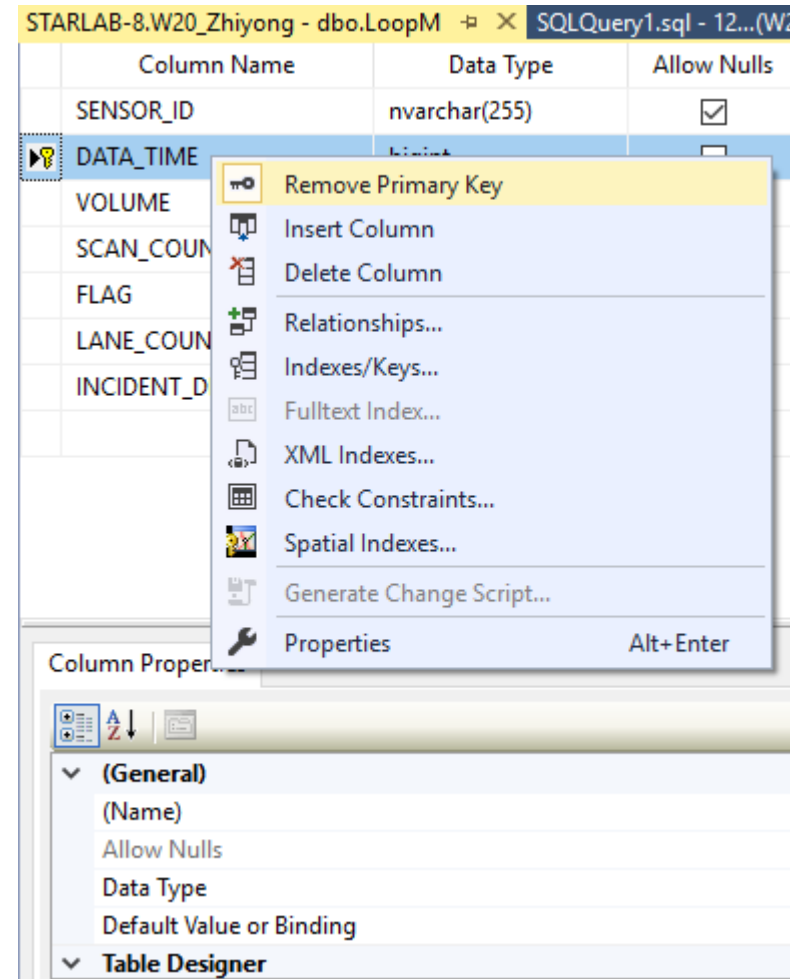 STARLAB-8.W20_Zhiyong - dbo.LoopM SQLQuery1.sql - 12...(W2
Column Name Data Type Allow Nulls
SENSOR_ID nvarchar(255)
DATA_TIME bigint
VOLUME
SCAN_COUN
FLAG
LANE_COUN
INCIDENT_D
Remove Primary Key
Insert Column
Delete Column
Relationships...
Indexes/Keys...
abc Fulltext Index...
XML Indexes...
Check Constraints...
Spatial Indexes...
Generate Change Script...
Properties Alt+Enter
Column Properties
A
Z
(General)
(Name)
Allow Nulls
Data Type
Default Value or Binding
Table Designer